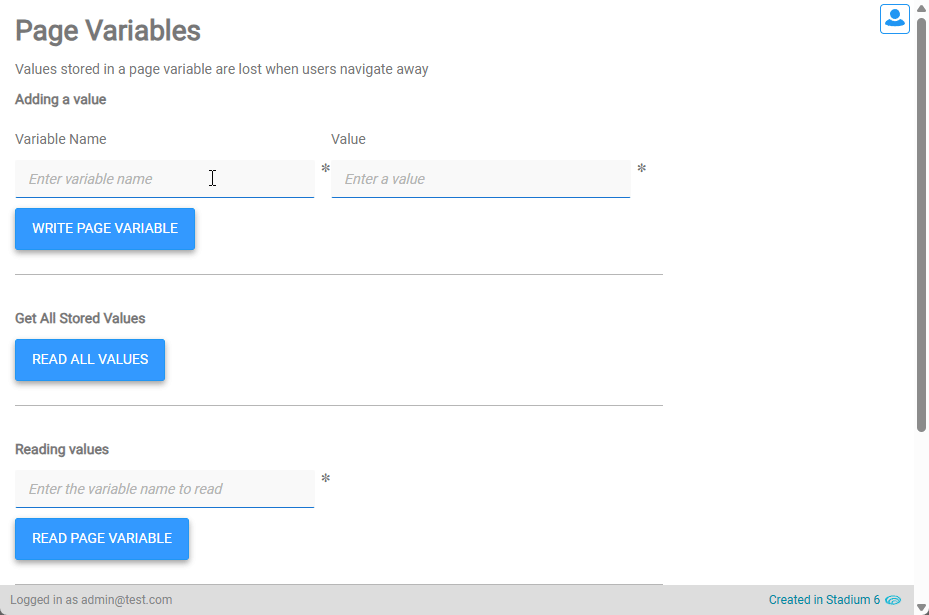 Page Variables
Values stored in a page variable are lost when users navigate away
Adding a value
Variable Name Value
Enter variable name * Enter a value *
WRITE PAGE VARIABLE
Get All Stored Values
READ ALL VALUES
Reading values
Enter the variable name to read *
READ PAGE VARIABLE
Logged in as admin@test.com Created in Stadium 6